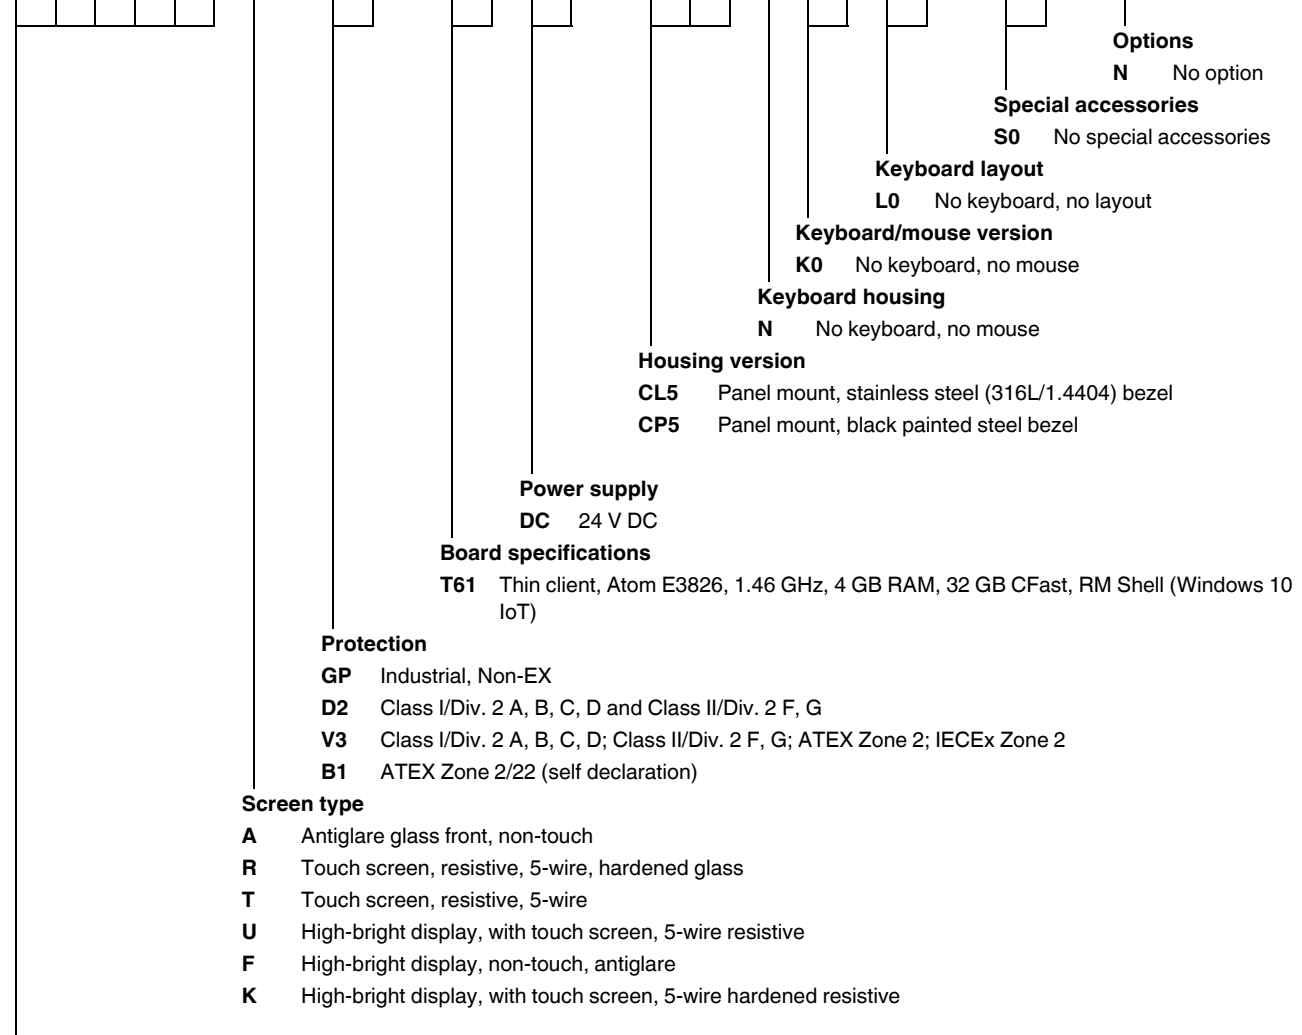 Options
N No option
Special accessories
S0 No special accessories
Keyboard layout
L0 No keyboard, no layout
Keyboard/mouse version
K0 No keyboard, no mouse
Keyboard housing
N No keyboard, no mouse
Housing version
CL5 Panel mount, stainless steel (316L/1.4404) bezel
CP5 Panel mount, black painted steel bezel
Power supply
DC 24 V DC
Board specifications
T61 Thin client, Atom E3826, 1.46 GHz, 4 GB RAM, 32 GB CFast, RM Shell (Windows 10
IoT)
Protection
GP Industrial, Non-EX
D2 Class I/Div. 2 A, B, C, D and Class II/Div. 2 F, G
V3 Class I/Div. 2 A, B, C, D; Class II/Div. 2 F, G; ATEX Zone 2; IECEx Zone 2
B1 ATEX Zone 2/22 (self declaration)
Screen type
A Antiglare glass front, non-touch
R Touch screen, resistive, 5-wire, hardened glass
T Touch screen, resistive, 5-wire
U High-bright display, with touch screen, 5-wire resistive
F High-bright display, non-touch, antiglare
K High-bright display, with touch screen, 5-wire hardened resistive